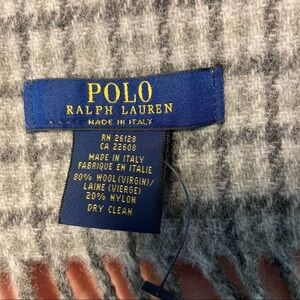 POLO
RALPH LAUREN
MADE IN ITALY
RN 26128
CA 22608
MADE IN ITALY
FABRIQUE EN ITALIE
80% WOOL(VIRGIN)/
LAINE (VIERGE)
20% NYLON
DRY CLEAN